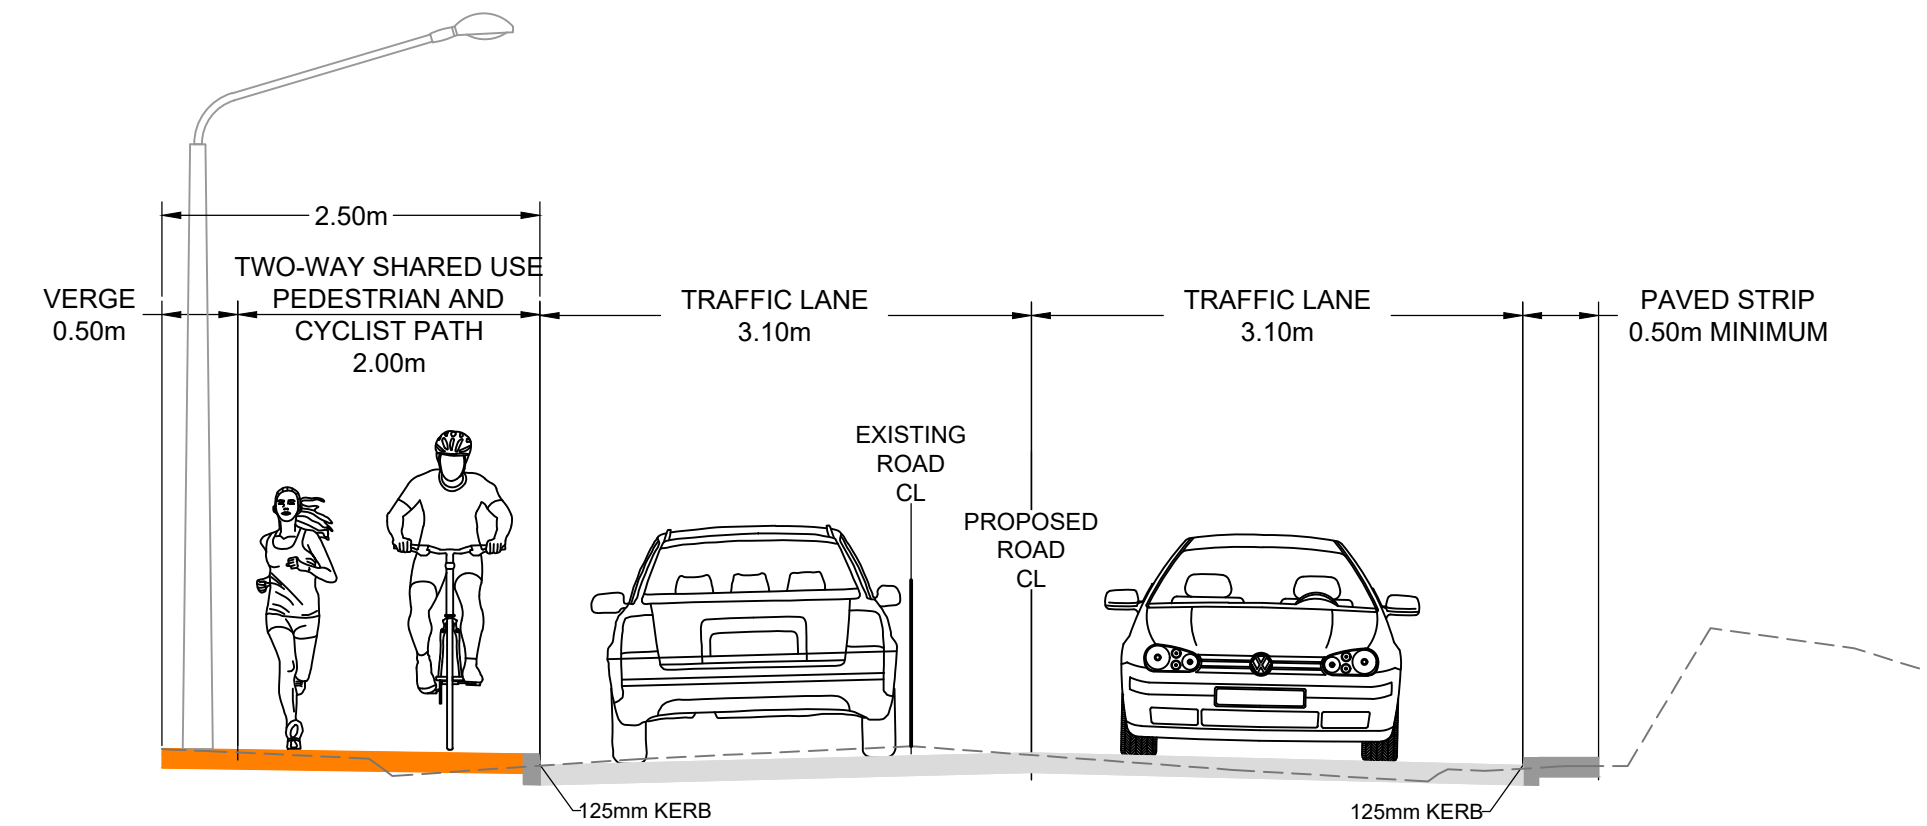 2.50m
VERGE
0.50m
TWO-WAY SHARED USE
PEDESTRIAN AND
CYCLIST PATH
2.00m
TRAFFIC LANE
3.10m
TRAFFIC LANE
3.10m
PAVED STRIP
0.50m MINIMUM
EXISTING
ROAD
CL
PROPOSED
ROAD
CL
125mm KERB
125mm KERB